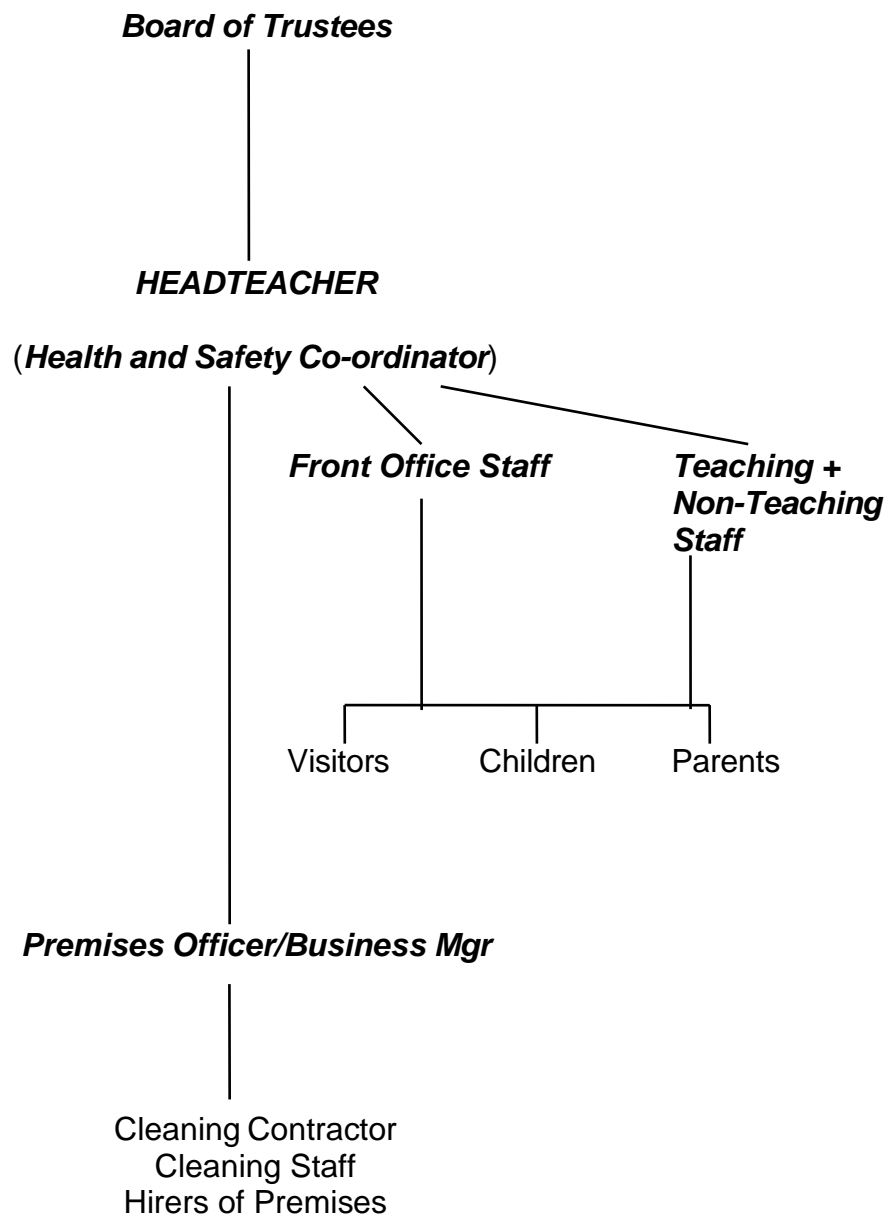 Board of Trustees
HEADTEACHER
(Health and Safety Co-ordinator)
Front Office Staff
Teaching +
Non-Teaching
Staff
Visitors
Children
Parents
Premises Officer/Business Mgr
Cleaning Contractor
Cleaning Staff
Hirers of Premises